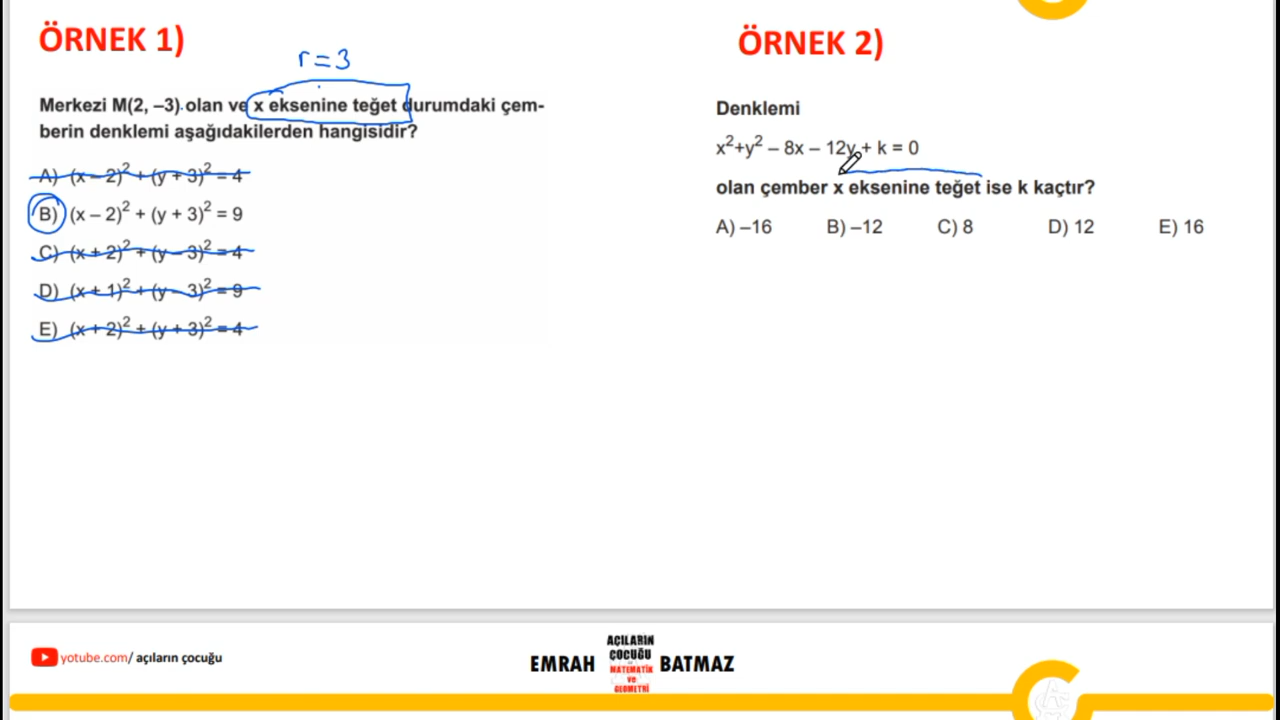 ÖRNEK 1)
r = 3
Merkezi M(2, –3) olan ve x eksenine teğet durumdaki çem-
berin denklemi aşağıdakilerden hangisidir?
A) (x – 2)² + (y + 3)² = 4
B) (x – 2)² + (y + 3)² = 9
C) (x + 2)² + (y – 3)² = 4
D) (x + 1)² + (y – 3)² = 9
E) (x + 2)² + (y + 3)² = 4
ÖRNEK 2)
Denklemi
x²+y² – 8x – 12y + k = 0
olan çember x eksenine teğet ise k kaçtır?
A) –16 B) –12 C) 8 D) 12 E) 16
yotube.com/ açıların çocuğu
EMRAH
AÇILARIN
ÇOCUĞU
MATEMATİK
ve
GEOMETRİ
BATMAZ